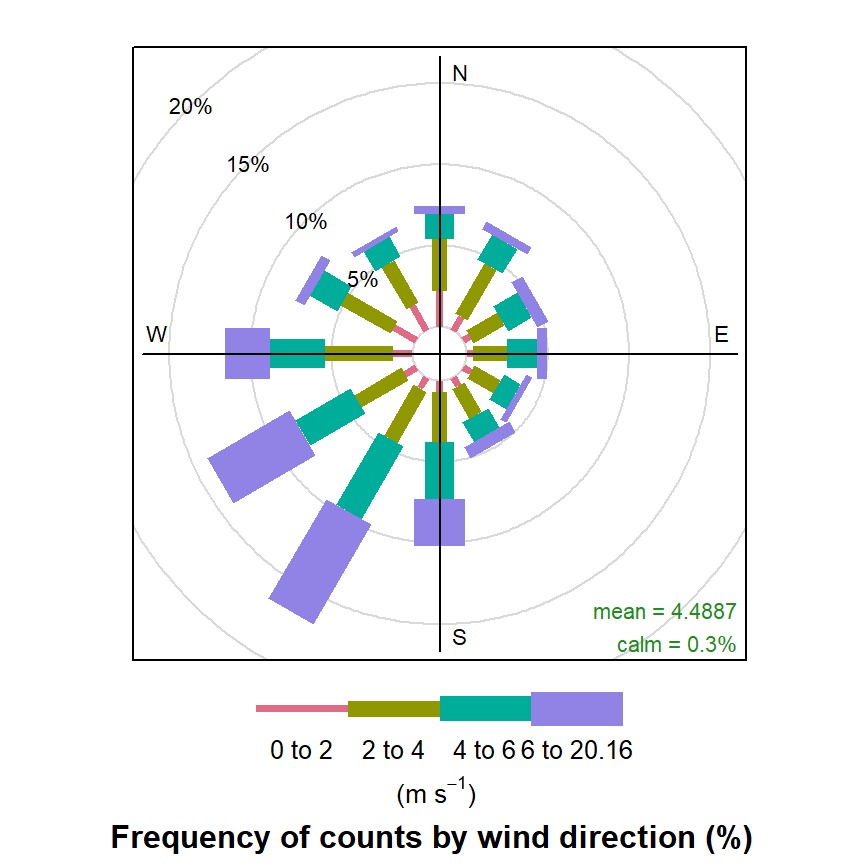 N
20%
15%
10%
5%
W
E
mean = 4.4887
S
calm = 0.3%
0 to 2 2 to 4 4 to 6 6 to 20.16
(m s⁻¹)
Frequency of counts by wind direction (%)